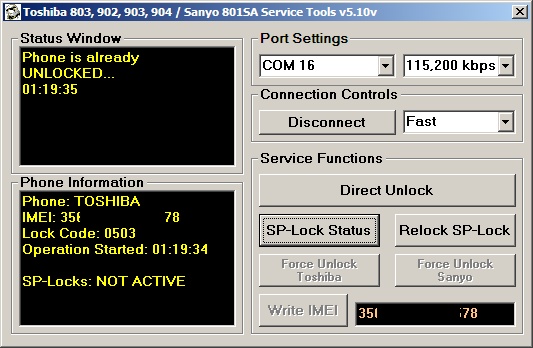 Toshiba 803, 902, 903, 904 / Sanyo 801SA Service Tools v5.10v
Status Window
Phone is already
UNLOCKED...
01:19:35
Phone Information
Phone: TOSHIBA
IMEI: 35 78
Lock Code: 0503
Operation Started: 01:19:34
SP-Locks: NOT ACTIVE
Port Settings
COM 16
115,200 kbps
Connection Controls
Disconnect
Fast
Service Functions
Direct Unlock
SP-Lock Status
Relock SP-Lock
Force Unlock
Toshiba
Force Unlock
Sanyo
Write IMEI
35 78